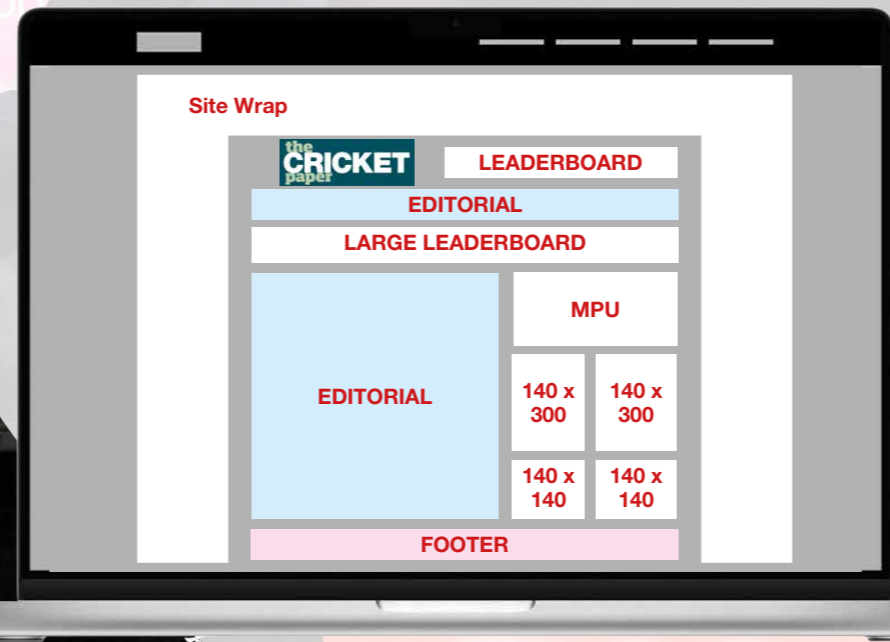 Site Wrap
the
CRICKET
paper
LEADERBOARD
EDITORIAL
LARGE LEADERBOARD
MPU
EDITORIAL
140 x
300
140 x
300
140 x
140
140 x
140
FOOTER